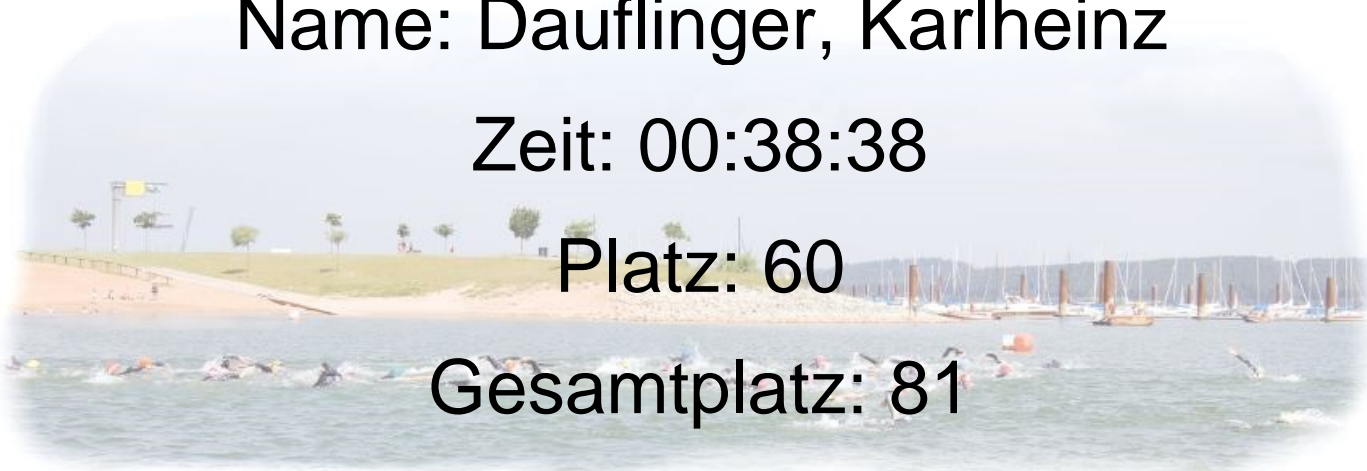 Name: Dauflinger, Karlheinz
Zeit: 00:38:38
Platz: 60
Gesamtplatz: 81